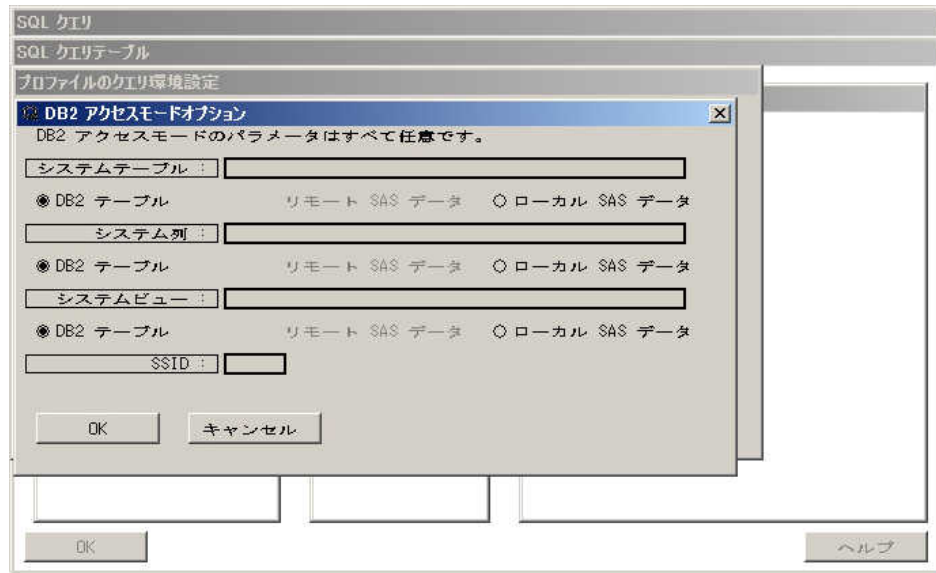 SQL クエリ
SQL クエリテーブル
プロファイルのクエリ環境設定
DB2 アクセスモードオプション
DB2 アクセスモードのパラメータはすべて任意です。
システムテーブル :
DB2 テーブル リモート SAS データ ローカル SAS データ
システム列 :
DB2 テーブル リモート SAS データ ローカル SAS データ
システムビュー :
DB2 テーブル リモート SAS データ ローカル SAS データ
SSID :
OK キャンセル
OK ヘルプ